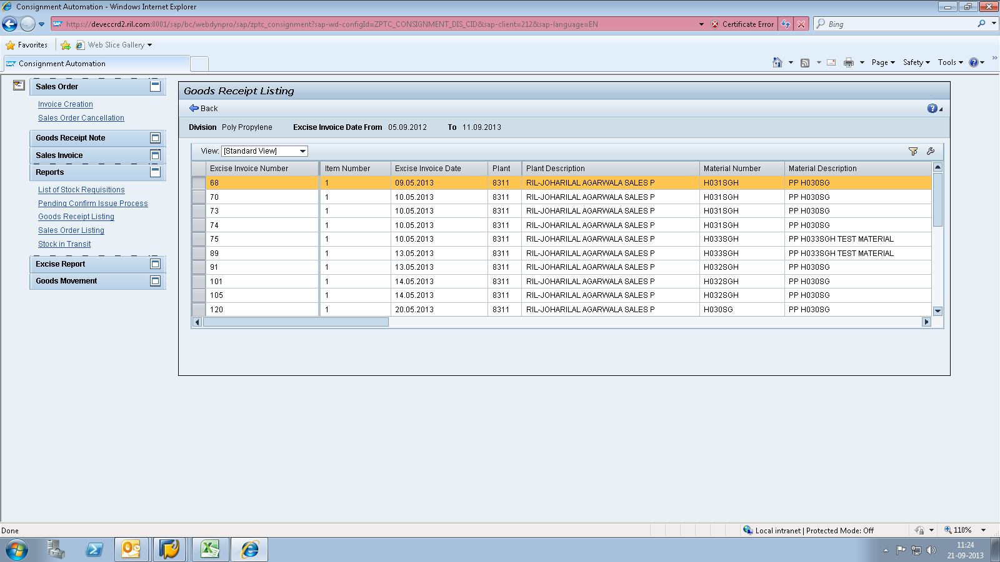 Consignment Automation - Windows Internet Explorer
https://deveccrd2.ril.com:8001/sap/bc/webdynpro/sap/zptc_consignment?sap-wd-configId=ZPTC_CONSIGNMENT_DIS_CID&sap-client=212&sap-language=EN Certificate Error Bing
Favorites Web Slice Gallery
SAP Consignment Automation Page Safety Tools
Sales Order
Invoice Creation
Sales Order Cancellation
Goods Receipt Note
Sales Invoice
Reports
List of Stock Requisitions
Pending Confirm Issue Process
Goods Receipt Listing
Sales Order Listing
Stock in Transit
Excise Report
Goods Movement
Goods Receipt Listing
Back
Division Poly Propylene Excise Invoice Date From 05.09.2012 To 11.09.2013
View: [Standard View]
Excise Invoice Number Item Number Excise Invoice Date Plant Plant Description Material Number Material Description
68 1 09.05.2013 8311 RIL-JOHARILAL AGARWALA SALES P H031SGH PP H030SG
70 1 10.05.2013 8311 RIL-JOHARILAL AGARWALA SALES P H031SGH PP H030SG
73 1 10.05.2013 8311 RIL-JOHARILAL AGARWALA SALES P H031SGH PP H030SG
74 1 10.05.2013 8311 RIL-JOHARILAL AGARWALA SALES P H031SGH PP H030SG
75 1 10.05.2013 8311 RIL-JOHARILAL AGARWALA SALES P H033SGH PP H033SGH TEST MATERIAL
89 1 13.05.2013 8311 RIL-JOHARILAL AGARWALA SALES P H033SGH PP H033SGH TEST MATERIAL
91 1 13.05.2013 8311 RIL-JOHARILAL AGARWALA SALES P H032SGH PP H030SG
101 1 14.05.2013 8311 RIL-JOHARILAL AGARWALA SALES P H032SGH PP H030SG
105 1 14.05.2013 8311 RIL-JOHARILAL AGARWALA SALES P H032SGH PP H030SG
120 1 20.05.2013 8311 RIL-JOHARILAL AGARWALA SALES P H030SG PP H030SG
Done Local intranet | Protected Mode: Off 110%
11:24
21-09-2013